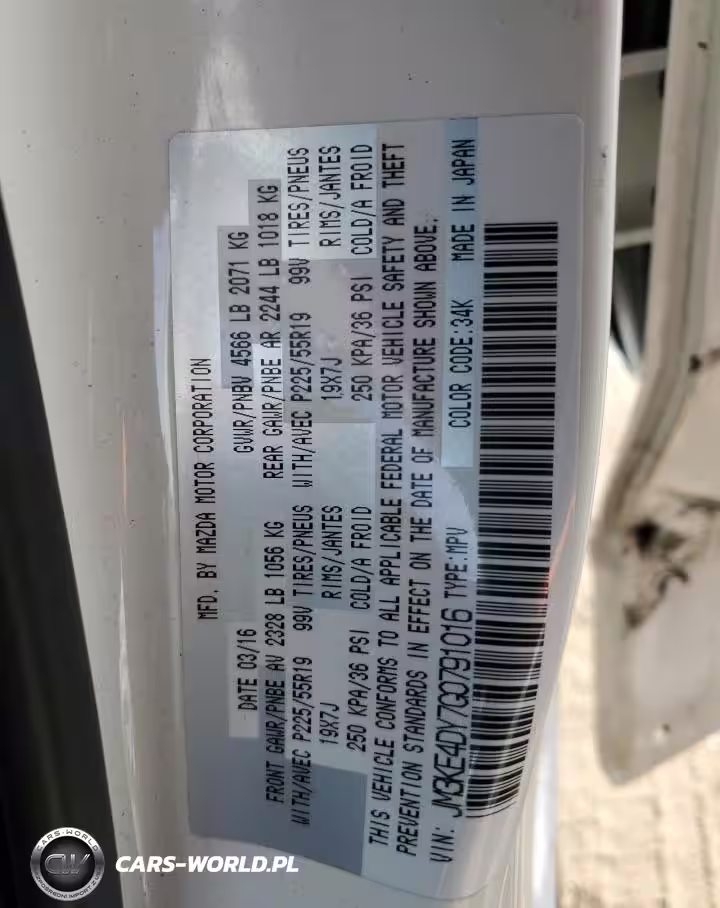 MFD. BY MAZDA MOTOR CORPORATION
DATE 03/16 GVWR/PNBV 4566 LB 2071 KG
FRONT GAWR/PNBE AV 2328 LB 1056 KG REAR GAWR/PNBE AR 2244 LB 1018 KG
WITH/AVEC P225/55R19 99V TIRES/PNEUS WITH/AVEC P225/55R19 99V TIRES/PNEUS
19X7J RIMS/JANTES 19X7J RIMS/JANTES
250 KPA/36 PSI COLD/A FROID 250 KPA/36 PSI COLD/A FROID
THIS VEHICLE CONFORMS TO ALL APPLICABLE FEDERAL MOTOR VEHICLE SAFETY AND THEFT
PREVENTION STANDARDS IN EFFECT ON THE DATE OF MANUFACTURE SHOWN ABOVE.
VIN: JM3KE4DY7G0791016 TYPE:MPV COLOR CODE:34K MADE IN JAPAN
CARS-WORLD
CW
CARS-WORLD.PL